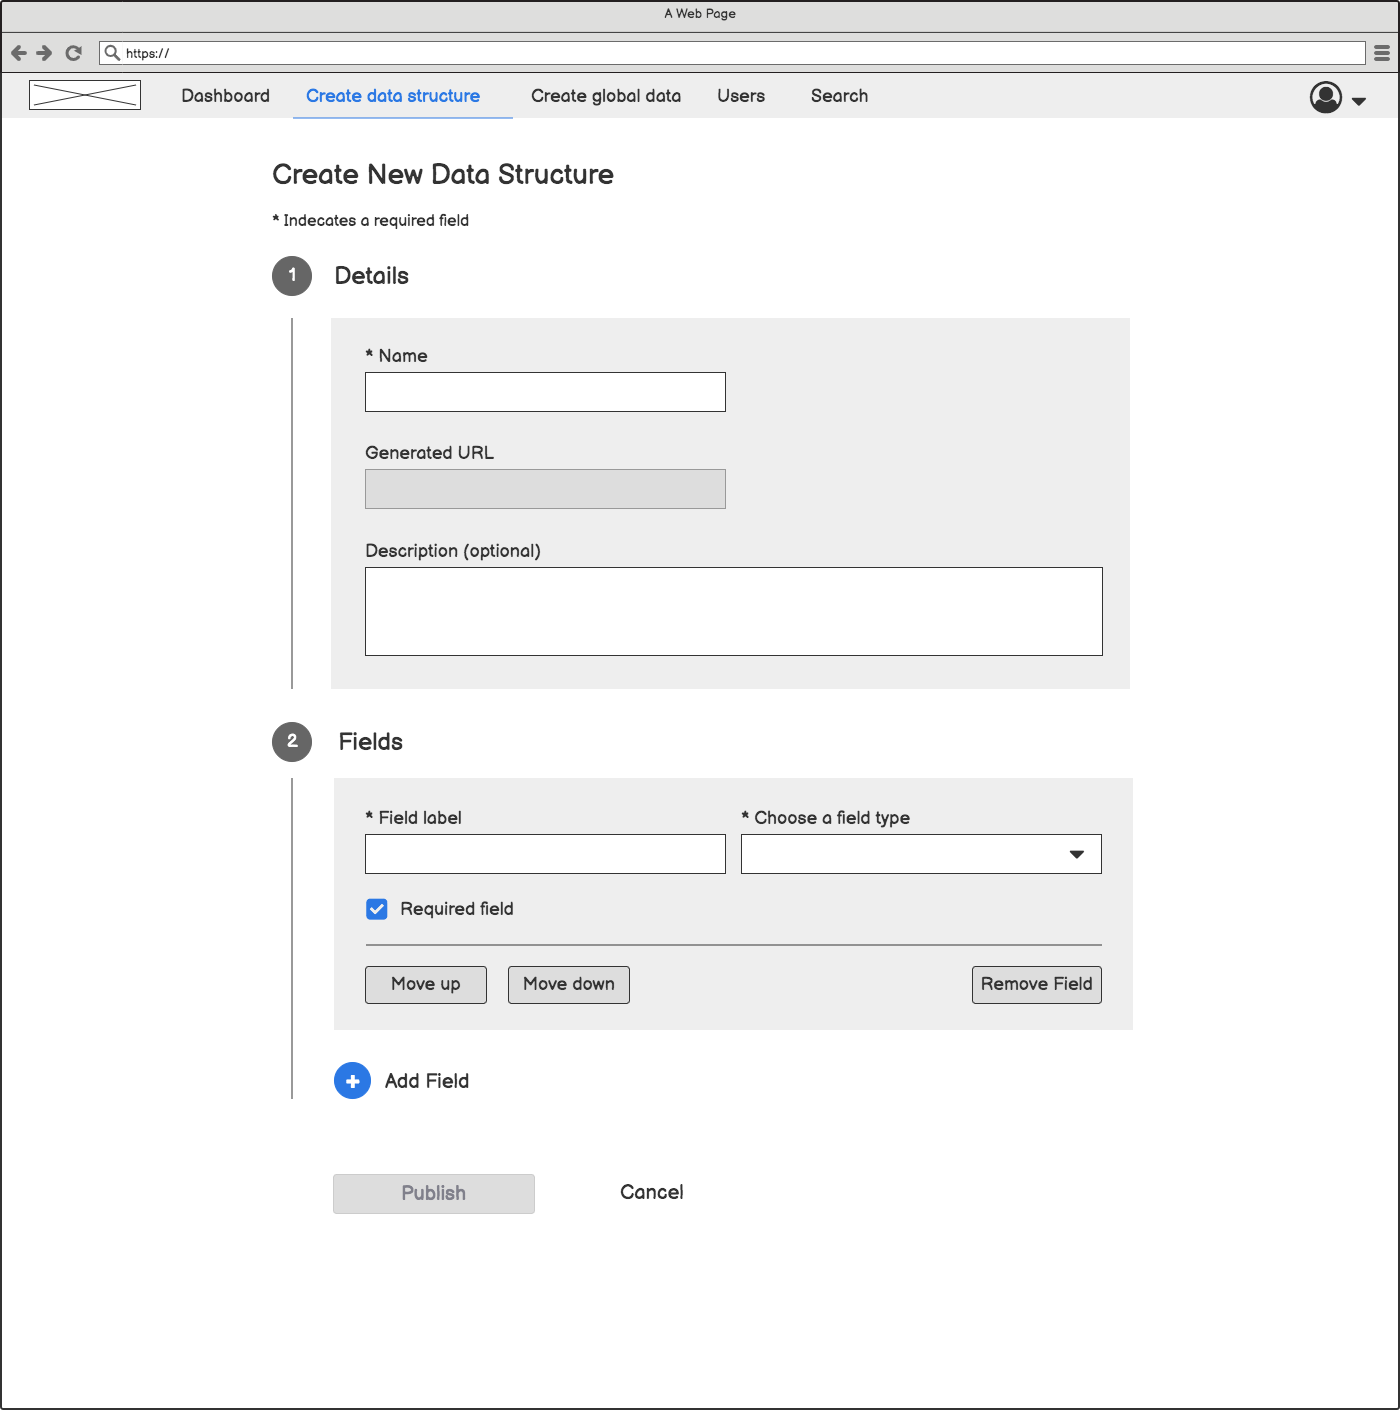 A Web Page
https://
Dashboard Create data structure Create global data Users Search
Create New Data Structure
* Indecates a required field
1 Details
* Name
Generated URL
Description (optional)
2 Fields
* Field label * Choose a field type
Required field
Move up Move down Remove Field
Add Field
Publish Cancel